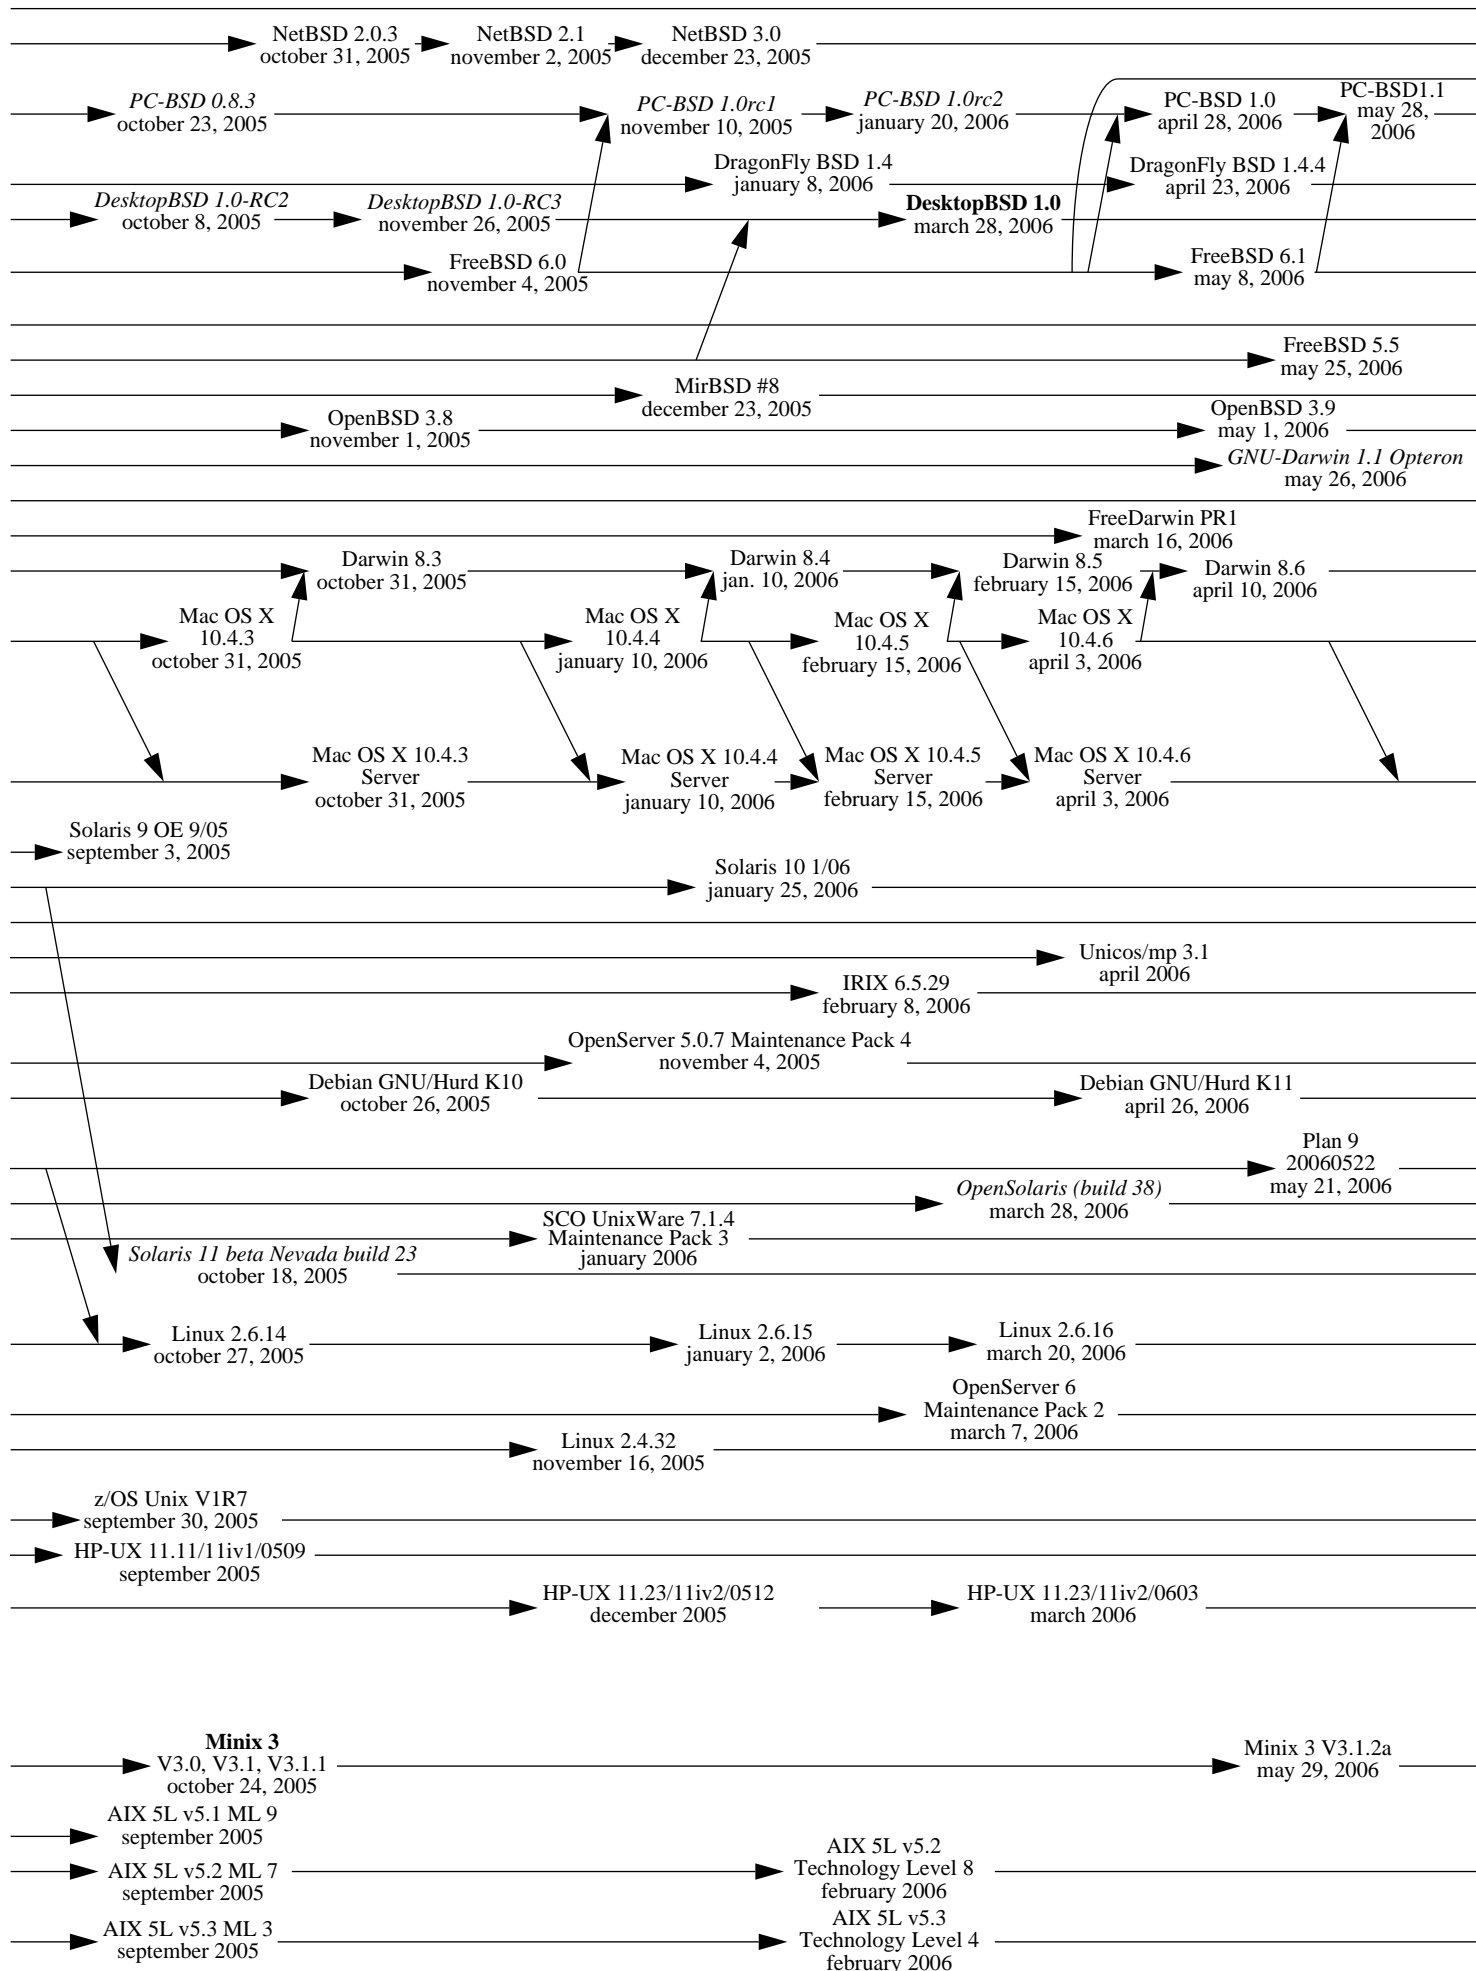 NetBSD 2.0.3
october 31, 2005
NetBSD 2.1
november 2, 2005
NetBSD 3.0
december 23, 2005
PC-BSD 0.8.3
october 23, 2005
PC-BSD 1.0rc1
november 10, 2005
PC-BSD 1.0rc2
january 20, 2006
PC-BSD 1.0
april 28, 2006
PC-BSD1.1
may 28,
2006
DragonFly BSD 1.4
january 8, 2006
DragonFly BSD 1.4.4
april 23, 2006
DesktopBSD 1.0-RC2
october 8, 2005
DesktopBSD 1.0-RC3
november 26, 2005
DesktopBSD 1.0
march 28, 2006
FreeBSD 6.0
november 4, 2005
FreeBSD 6.1
may 8, 2006
FreeBSD 5.5
may 25, 2006
MirBSD #8
december 23, 2005
OpenBSD 3.8
november 1, 2005
OpenBSD 3.9
may 1, 2006
GNU-Darwin 1.1 Opteron
may 26, 2006
FreeDarwin PR1
march 16, 2006
Darwin 8.3
october 31, 2005
Darwin 8.4
jan. 10, 2006
Darwin 8.5
february 15, 2006
Darwin 8.6
april 10, 2006
Mac OS X
10.4.3
october 31, 2005
Mac OS X
10.4.4
january 10, 2006
Mac OS X
10.4.5
february 15, 2006
Mac OS X
10.4.6
april 3, 2006
Mac OS X 10.4.3
Server
october 31, 2005
Mac OS X 10.4.4
Server
january 10, 2006
Mac OS X 10.4.5
Server
february 15, 2006
Mac OS X 10.4.6
Server
april 3, 2006
Solaris 9 OE 9/05
september 3, 2005
Solaris 10 1/06
january 25, 2006
Unicos/mp 3.1
april 2006
IRIX 6.5.29
february 8, 2006
OpenServer 5.0.7 Maintenance Pack 4
november 4, 2005
Debian GNU/Hurd K10
october 26, 2005
Debian GNU/Hurd K11
april 26, 2006
Plan 9
20060522
may 21, 2006
OpenSolaris (build 38)
march 28, 2006
SCO UnixWare 7.1.4
Maintenance Pack 3
january 2006
Solaris 11 beta Nevada build 23
october 18, 2005
Linux 2.6.14
october 27, 2005
Linux 2.6.15
january 2, 2006
Linux 2.6.16
march 20, 2006
OpenServer 6
Maintenance Pack 2
march 7, 2006
Linux 2.4.32
november 16, 2005
z/OS Unix V1R7
september 30, 2005
HP-UX 11.11/11iv1/0509
september 2005
HP-UX 11.23/11iv2/0512
december 2005
HP-UX 11.23/11iv2/0603
march 2006
Minix 3
V3.0, V3.1, V3.1.1
october 24, 2005
Minix 3 V3.1.2a
may 29, 2006
AIX 5L v5.1 ML 9
september 2005
AIX 5L v5.2 ML 7
september 2005
AIX 5L v5.2
Technology Level 8
february 2006
AIX 5L v5.3 ML 3
september 2005
AIX 5L v5.3
Technology Level 4
february 2006